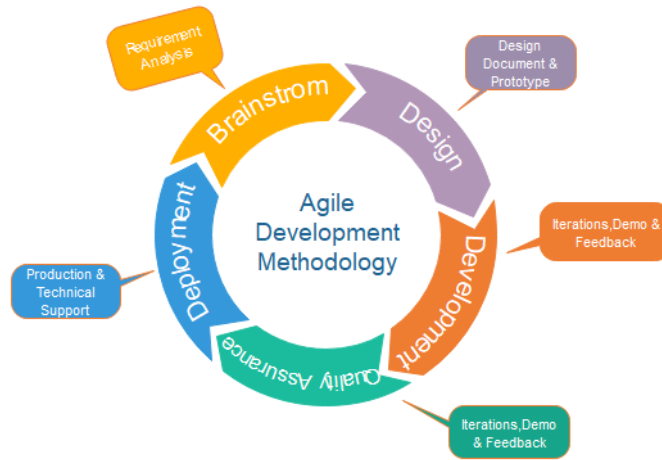 Requirement
Analysis
Brainstrom
Design
Document &
Prototype
Design
Agile
Development
Methodology
Iterations,Demo &
Feedback
Development
Production &
Technical
Support
Deployment
Quality Assurance
Iterations,Demo
& Feedback